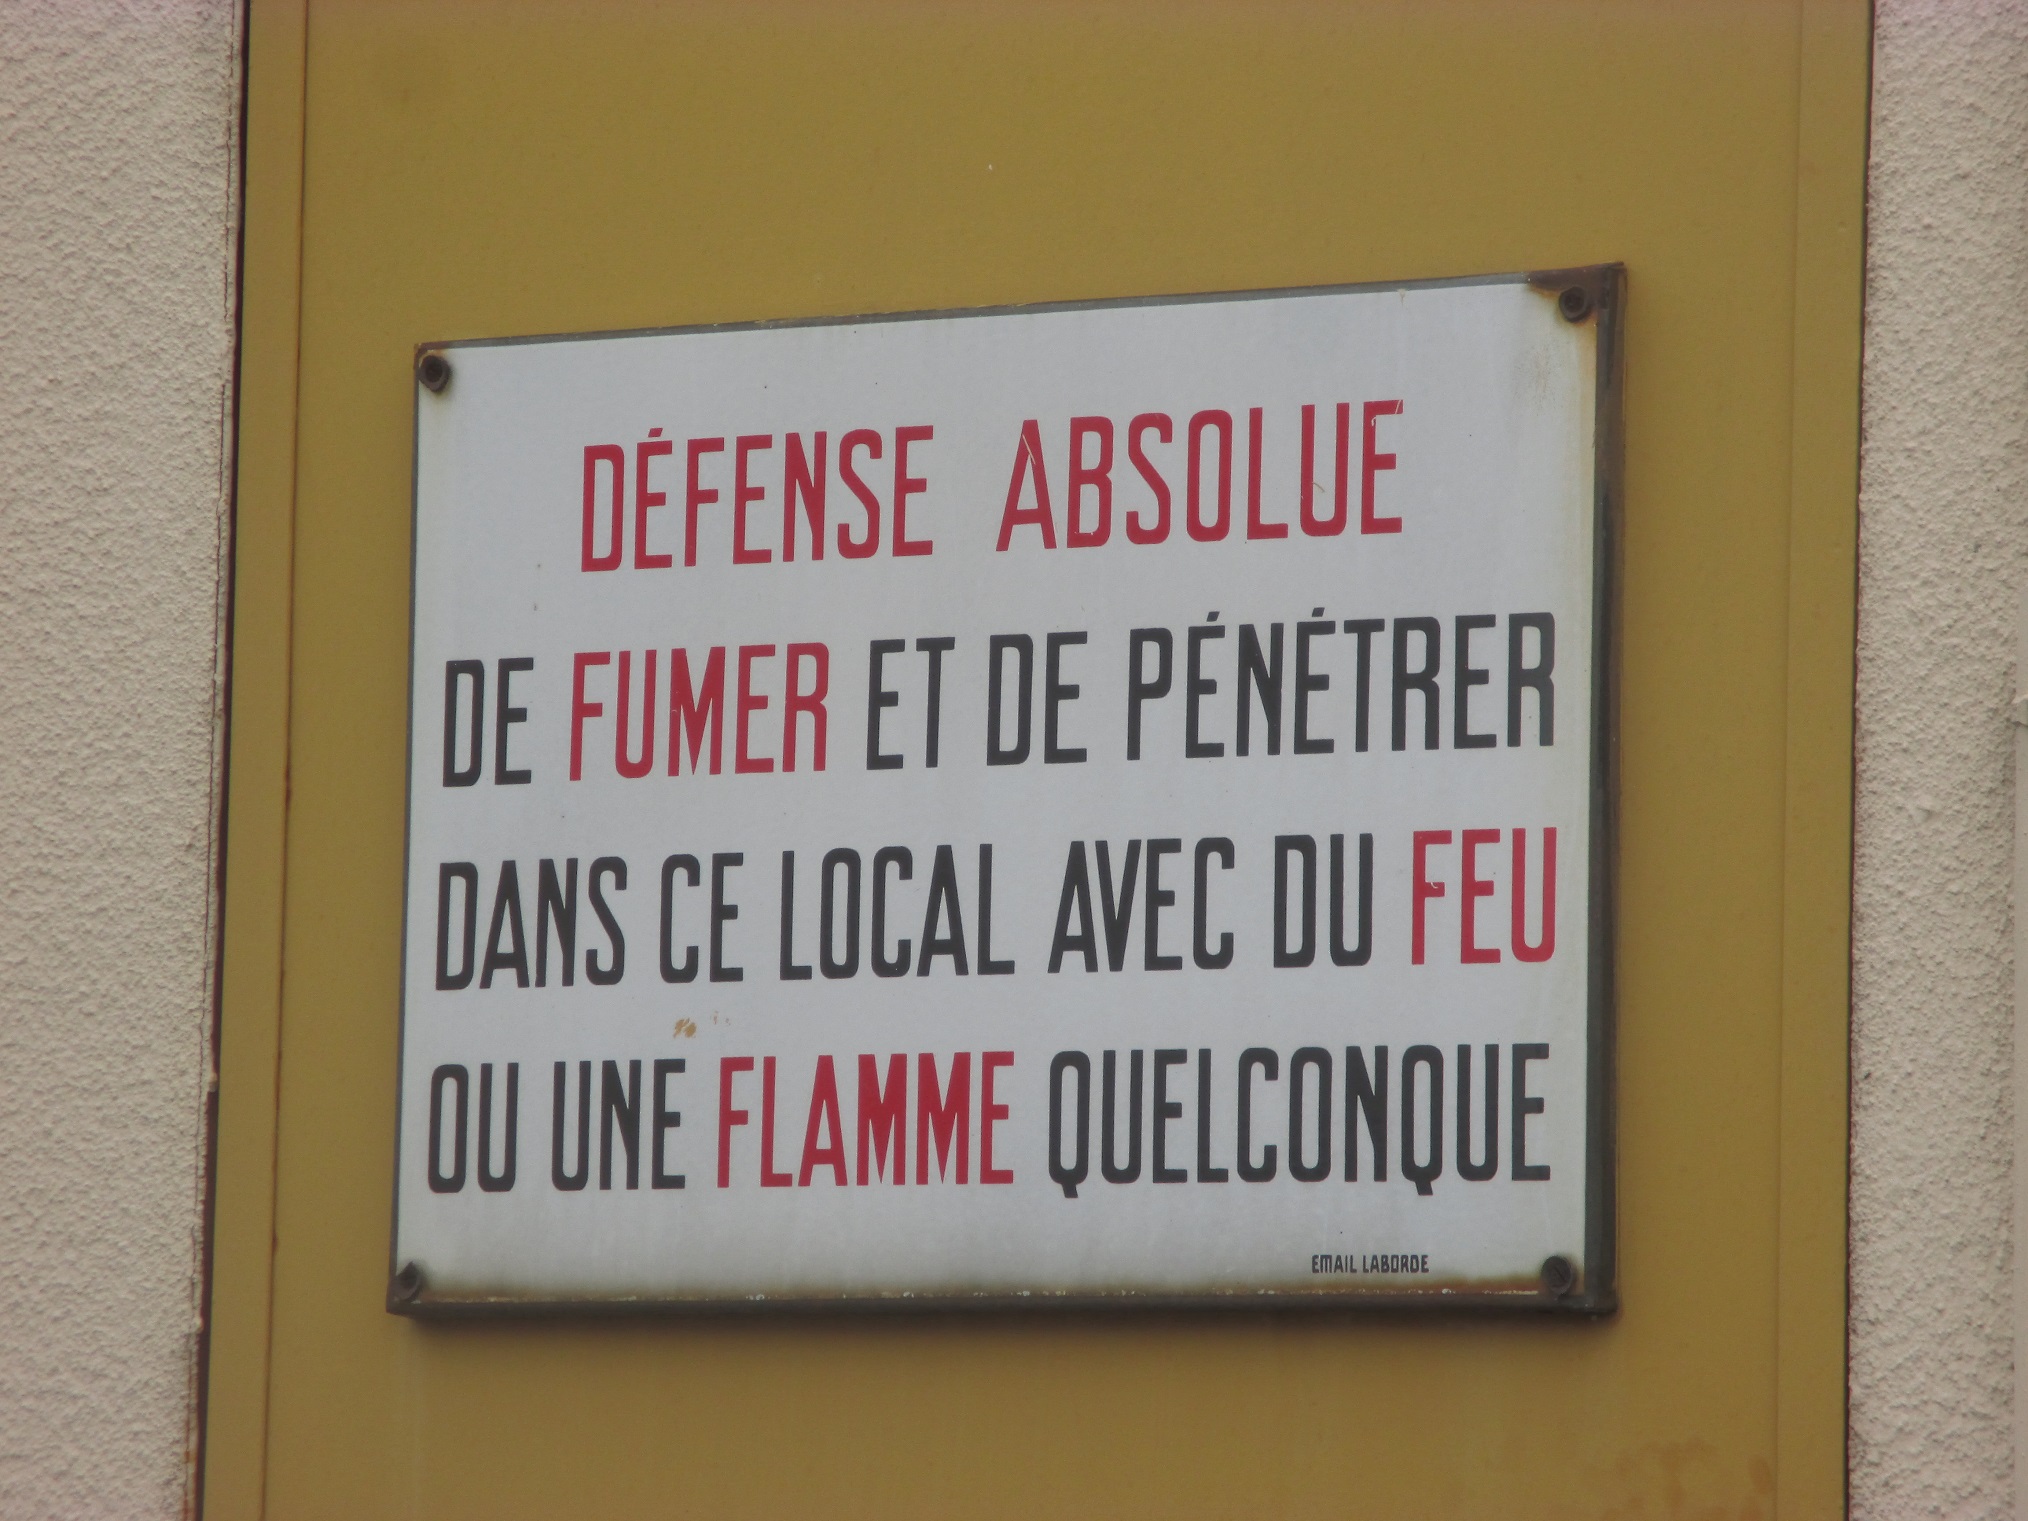 DÉFENSE ABSOLUE
DE FUMER ET DE PÉNÉTRER
DANS CE LOCAL AVEC DU FEU
OU UNE FLAMME QUELCONQUE
EMAIL LABORDE